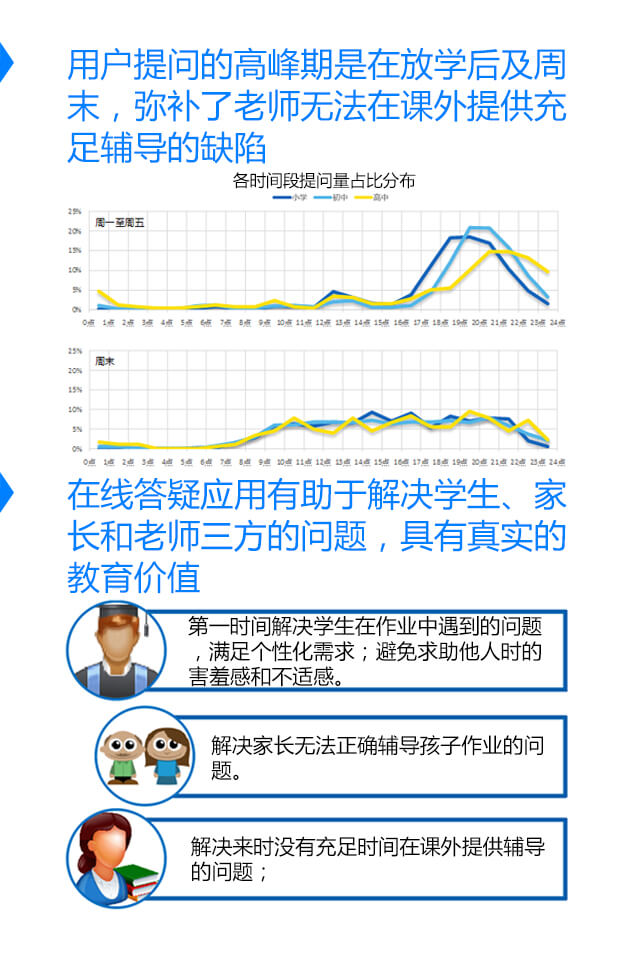 用户提问的高峰期是在放学后及周
末，弥补了老师无法在课外提供充
足辅导的缺陷
各时间段提问量占比分布
小学 初中 高中
25%
周一至周五
20%
15%
10%
5%
0%
0点 1点 2点 3点 4点 5点 6点 7点 8点 9点 10点 11点 12点 13点 14点 15点 16点 17点 18点 19点 20点 21点 22点 23点 24点
25%
周末
20%
15%
10%
5%
0%
0点 1点 2点 3点 4点 5点 6点 7点 8点 9点 10点 11点 12点 13点 14点 15点 16点 17点 18点 19点 20点 21点 22点 23点 24点
在线答疑应用有助于解决学生、家
长和老师三方的问题，具有真实的
教育价值
第一时间解决学生在作业中遇到的问题
，满足个性化需求；避免求助他人时的
害羞感和不适感。
解决家长无法正确辅导孩子作业的问
题。
解决来时没有充足时间在课外提供辅导
的问题；